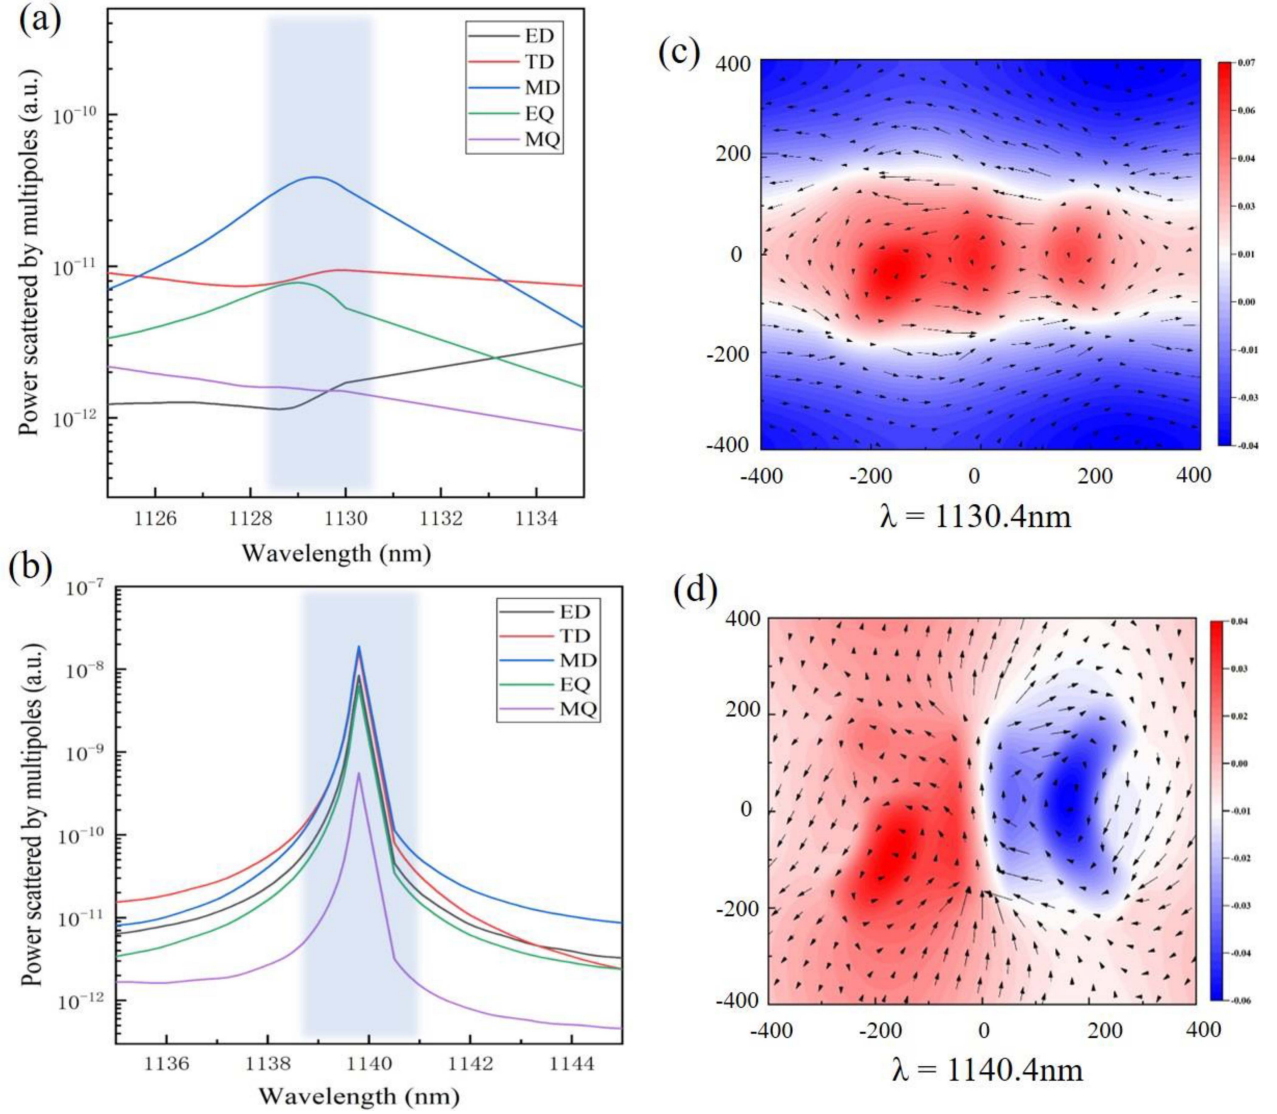 (a)
Power scattered by multipoles (a.u.)
10⁻¹⁰
10⁻¹¹
10⁻¹²
ED
TD
MD
EQ
MQ
1126 1128 1130 1132 1134
Wavelength (nm)
(b)
Power scattered by multipoles (a.u.)
10⁻⁷
10⁻⁸
10⁻⁹
10⁻¹⁰
10⁻¹¹
10⁻¹²
ED
TD
MD
EQ
MQ
1136 1138 1140 1142 1144
Wavelength (nm)
(c)
400
200
0
-200
-400
-400 -200 0 200 400
0.07
0.06
0.04
0.03
0.02
0.00
-0.01
-0.03
-0.04
λ = 1130.4nm
(d)
400
200
0
-200
-400
-400 -200 0 200 400
0.04
0.03
0.02
0.00
-0.01
-0.02
-0.03
-0.04
-0.06
λ = 1140.4nm